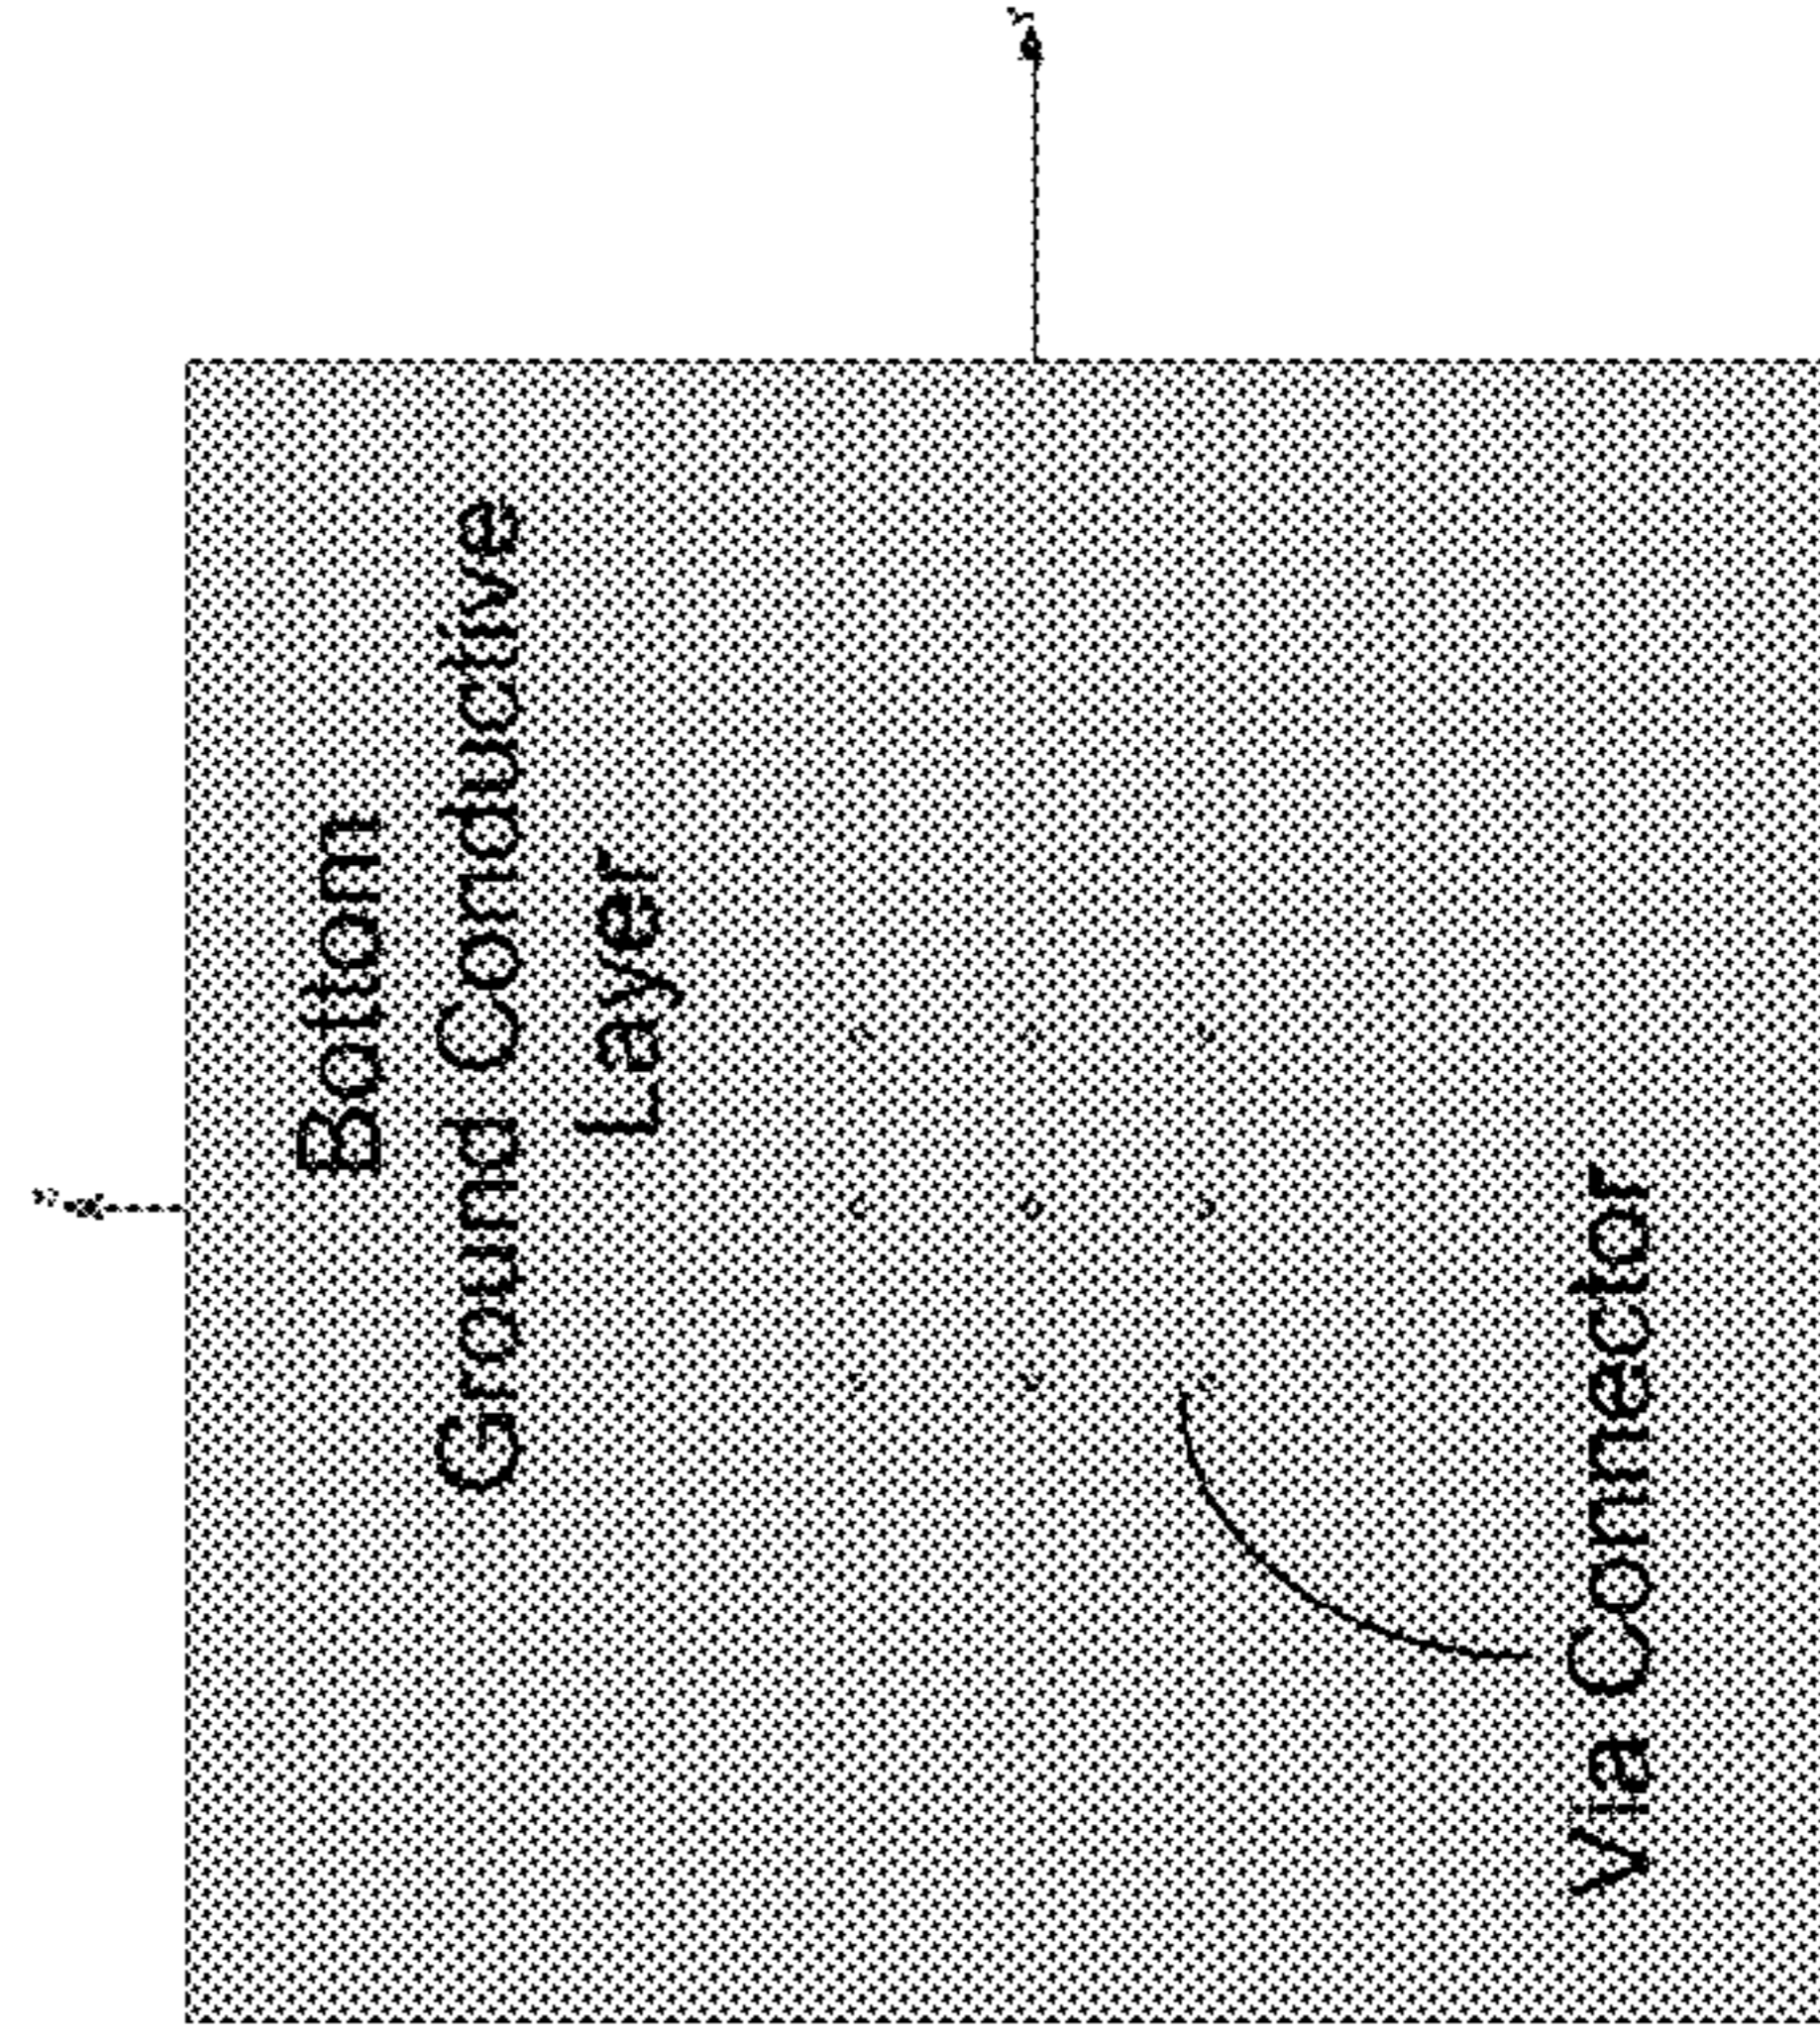 Bottom
Ground Conductive
Layer
Via Connector
Y